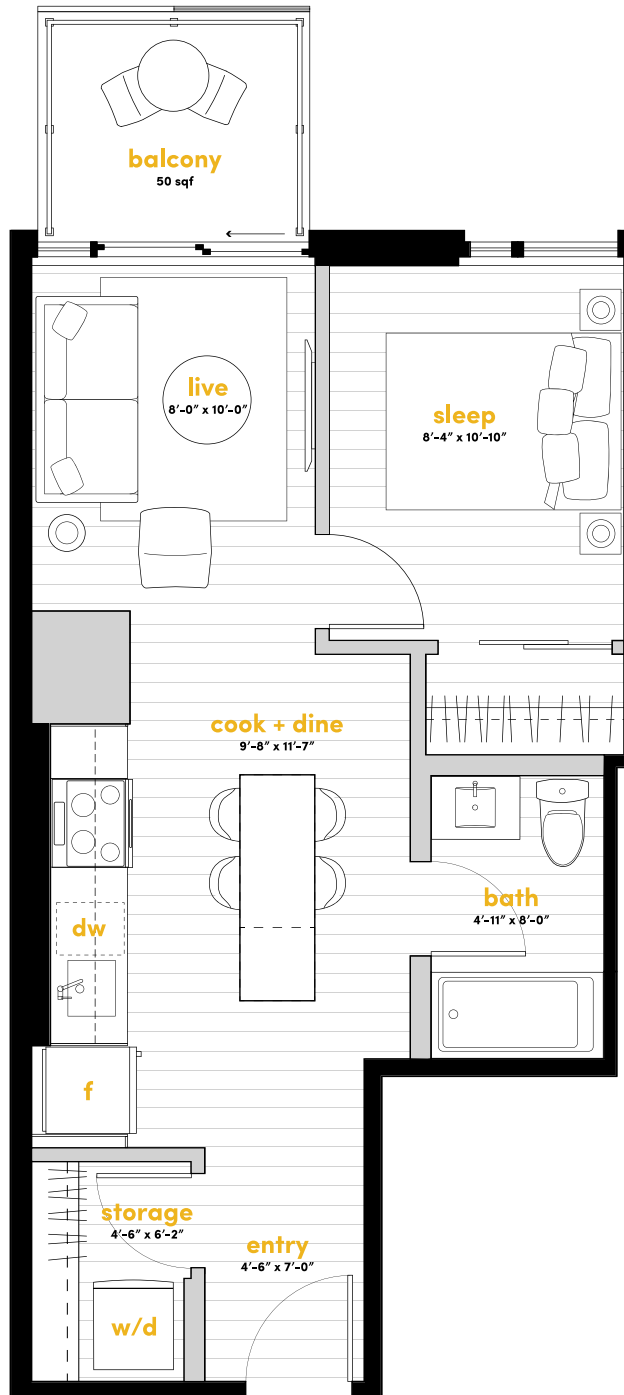 balcony
50 sqf
live
8′-0″ x 10′-0″
sleep
8′-4″ x 10′-10″
cook + dine
9′-8″ x 11′-7″
dw
bath
4′-11″ x 8′-0″
f
storage
4′-6″ x 6′-2″
entry
4′-6″ x 7′-0″
w/d